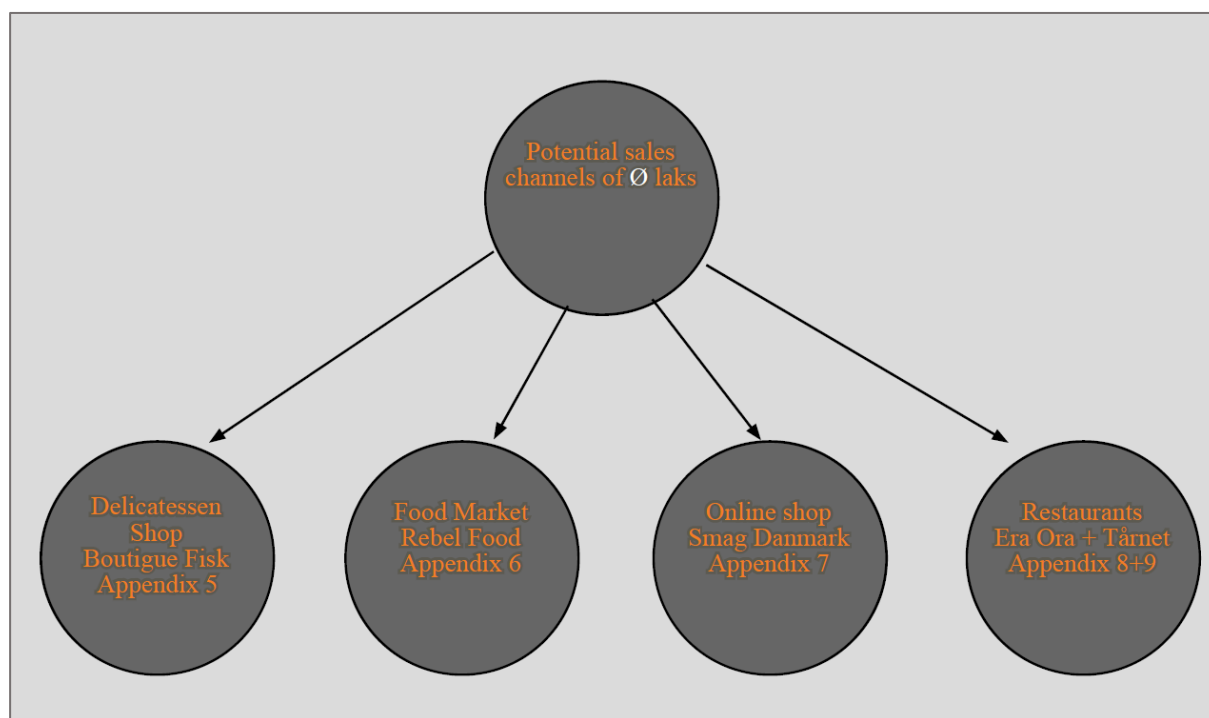 Potential sales
channels of Ø laks
Delicatessen
Shop
Boutigue Fisk
Appendix 5
Food Market
Rebel Food
Appendix 6
Online shop
Smag Danmark
Appendix 7
Restaurants
Era Ora + Tårnet
Appendix 8+9